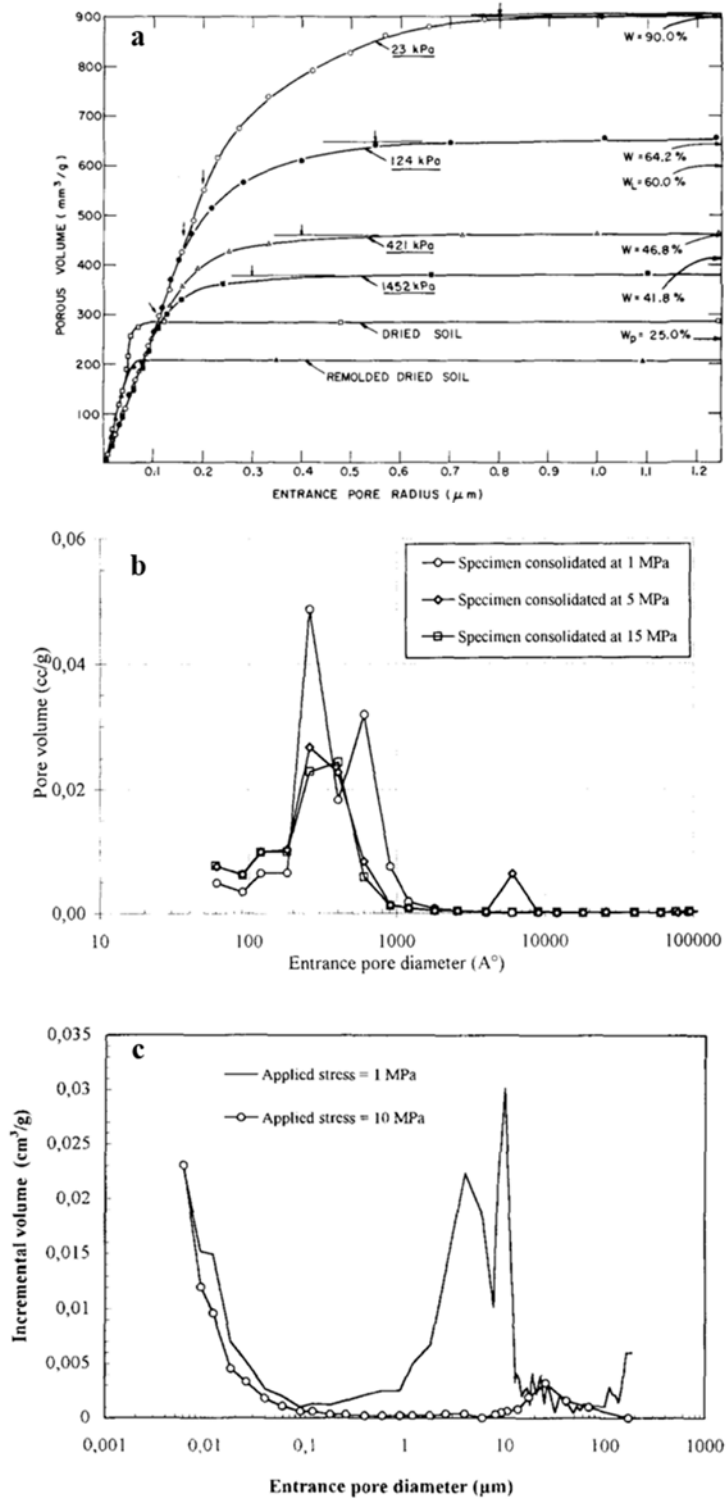 a
900
800
700
600
500
400
300
200
100
POROUS VOLUME (mm³/g)
23 kPa
124 kPa
421 kPa
1452 kPa
DRIED SOIL
REMOLDED DRIED SOIL
W = 90.0 %
W = 64.2 %
W_L = 60.0 %
W = 46.8 %
W = 41.8 %
W_p = 25.0 %
0.1 0.2 0.3 0.4 0.5 0.6 0.7 0.8 0.9 1.0 1.1 1.2
ENTRANCE PORE RADIUS (μm)
b
0,06
0,04
0,02
0,00
Pore volume (cc/g)
Specimen consolidated at 1 MPa
Specimen consolidated at 5 MPa
Specimen consolidated at 15 MPa
10 100 1000 10000 100000
Entrance pore diameter (A°)
c
0,035
0,03
0,025
0,02
0,015
0,01
0,005
0
Incremental volume (cm³/g)
Applied stress = 1 MPa
Applied stress = 10 MPa
0,001 0,01 0,1 1 10 100 1000
Entrance pore diameter (μm)